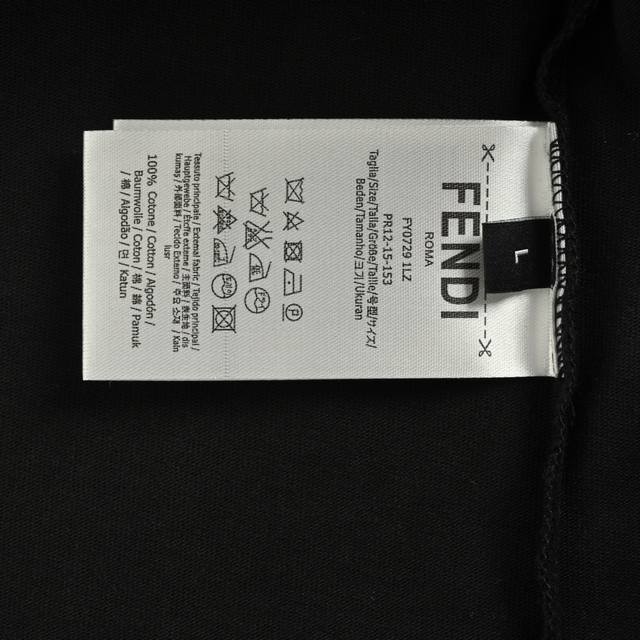 L
FENDI
ROMA
FY0729 1LZ
PR12-15-153
Taglia/Size/Talla/Größe/Taille/号型/サイズ/
Beden/Tamanho/호기/Ukuran
P
Tessuto principale / External fabric / Tejido principal /
Hauptgewebe / Étoffe extérne / 主面料 / 表生地 / dis
kumaş / 外部面料 / Tecido Externo / 주요 소재 / Kain
luar
100% Cotone / Cotton / Algodón /
Baumwolle / Coton / 棉 / 綿 / Pamuk
/ 棉 / Algodão / 면 / Katun